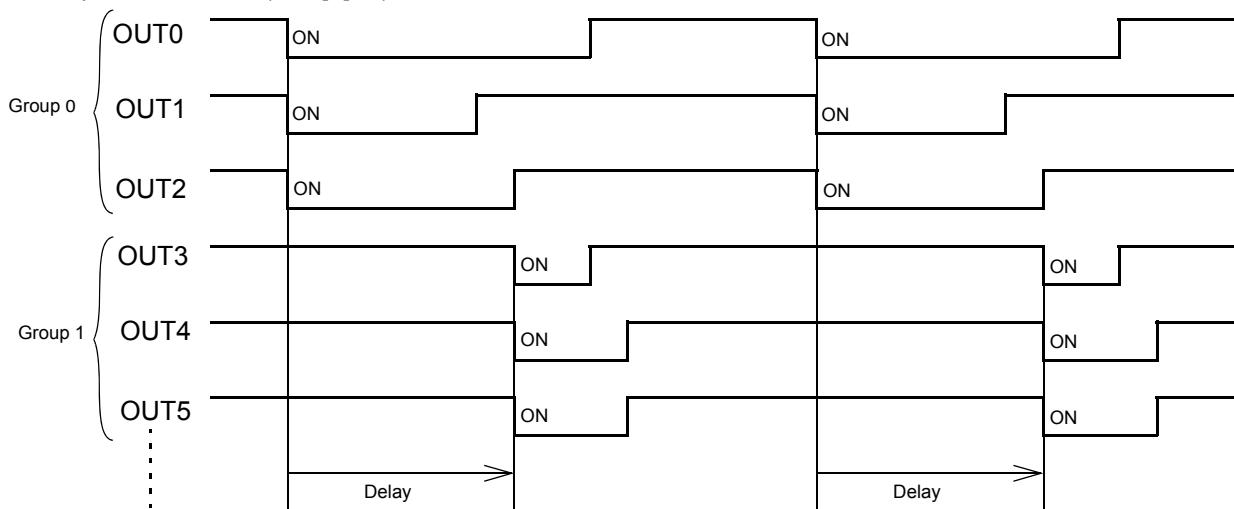 OUT0 ON ON
Group 0 OUT1 ON ON
OUT2 ON ON
OUT3 ON ON
Group 1 OUT4 ON ON
OUT5 ON ON
Delay Delay